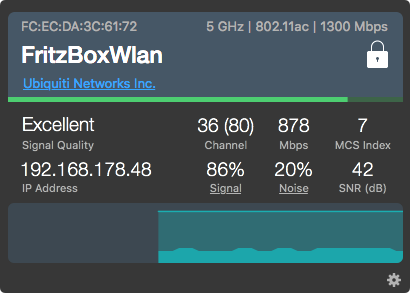 FC:EC:DA:3C:61:72 5 GHz | 802.11ac | 1300 Mbps
FritzBoxWlan
Ubiquiti Networks Inc.
Excellent 36 (80) 878 7
Signal Quality Channel Mbps MCS Index
192.168.178.48 86% 20% 42
IP Address Signal Noise SNR (dB)